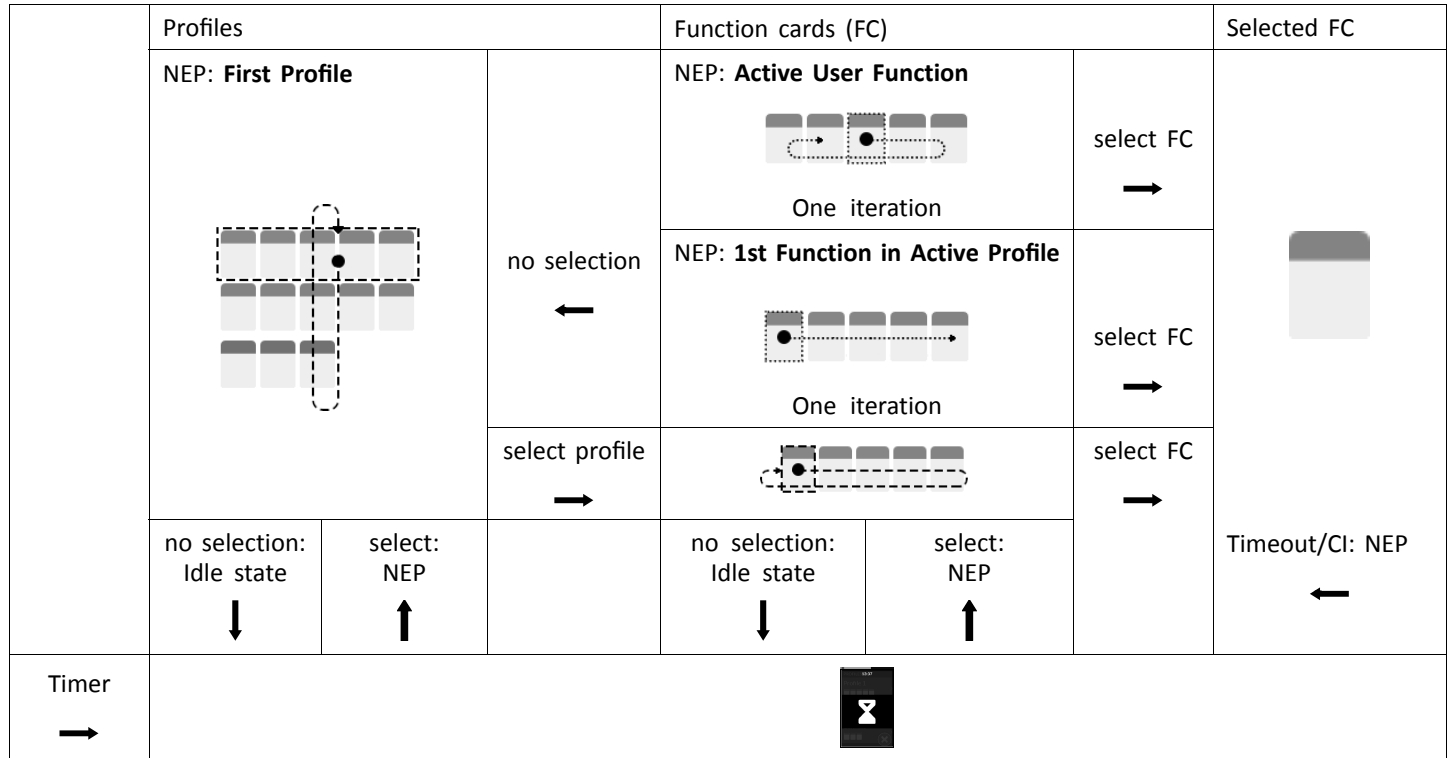 Profiles
Function cards (FC)
Selected FC
NEP: First Profile
no selection
NEP: Active User Function
One iteration
select FC
NEP: 1st Function in Active Profile
One iteration
select FC
select profile
select FC
no selection:
Idle state
select:
NEP
no selection:
Idle state
select:
NEP
Timeout/CI: NEP
Timer
13:37